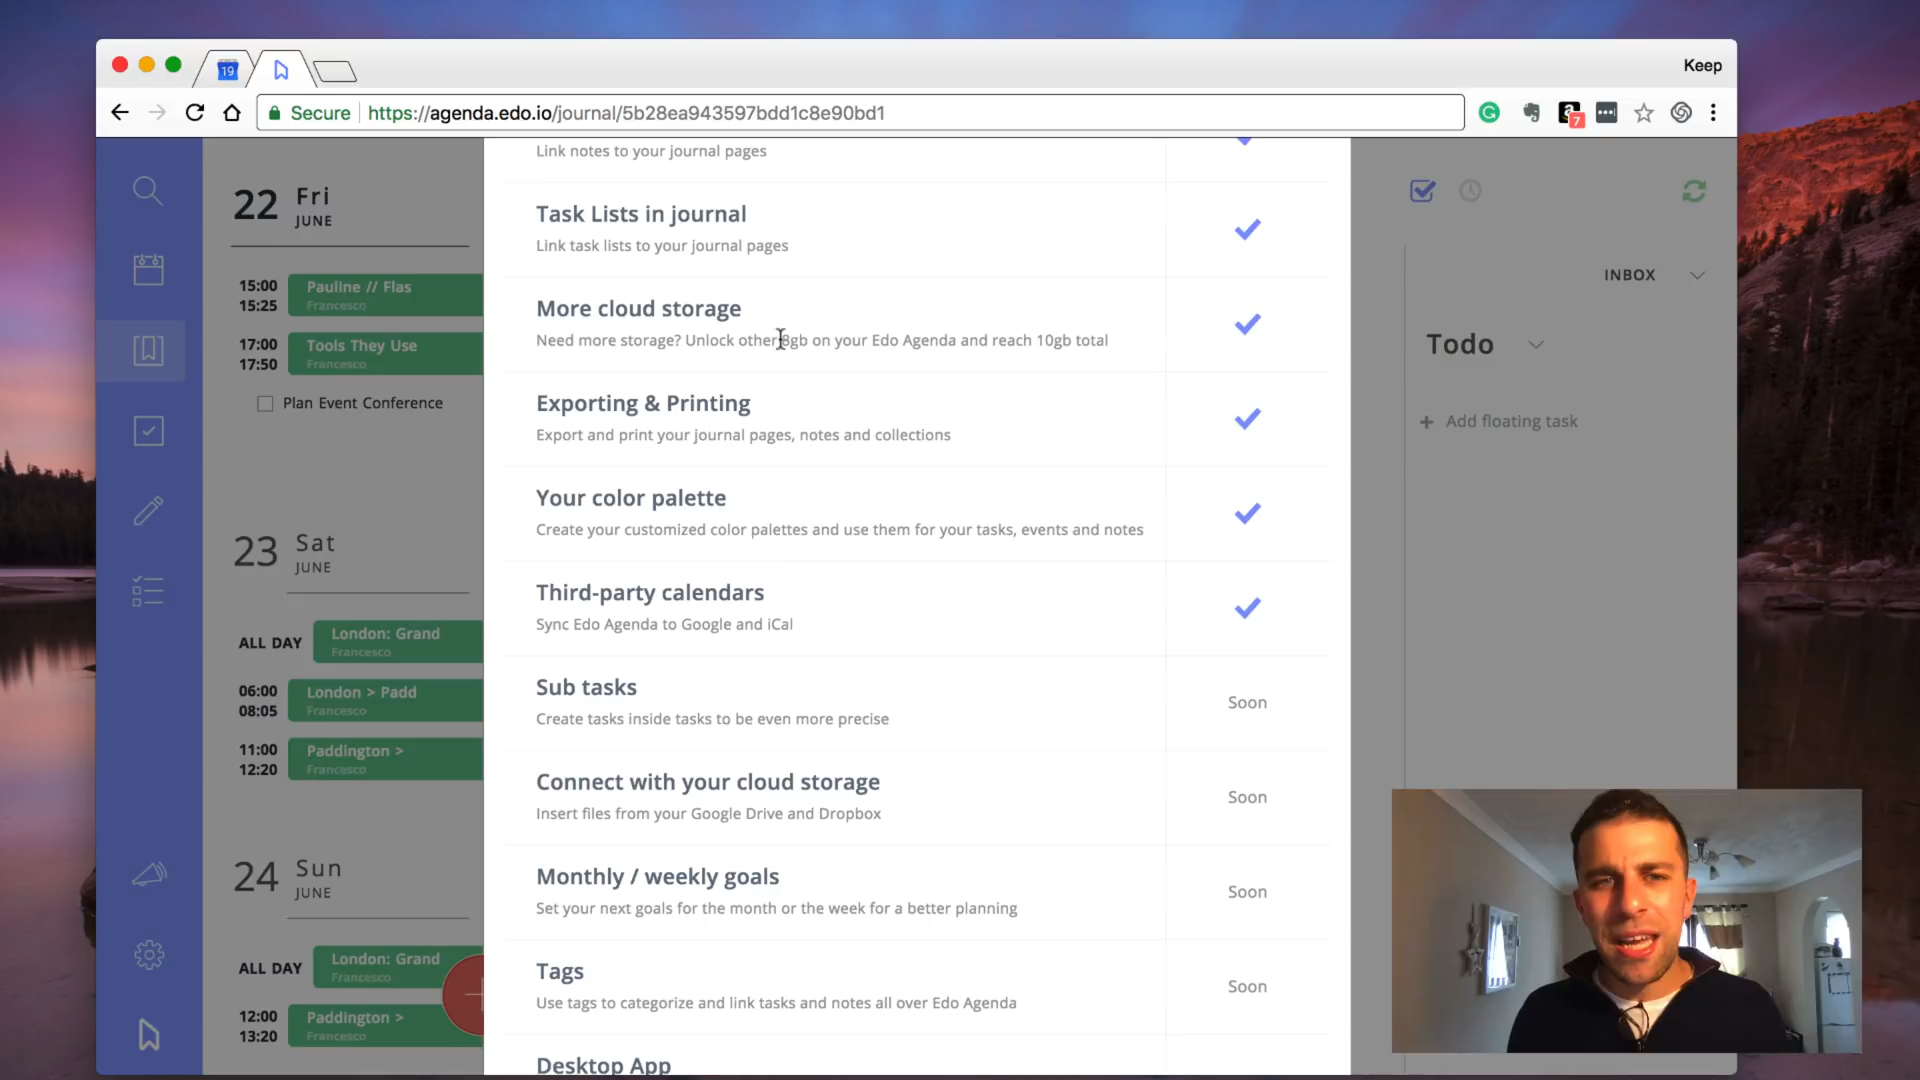 19
Keep
Secure
https://agenda.edo.io/journal/5b28ea943597bdd1c8e90bd1
7
22 Fri
JUNE
15:00
15:25
Pauline // Flas
Francesco
17:00
17:50
Tools They Use
Francesco
Plan Event Conference
23 Sat
JUNE
ALL DAY
London: Grand
Francesco
06:00
08:05
London > Padd
Francesco
11:00
12:20
Paddington >
Francesco
24 Sun
JUNE
ALL DAY
London: Grand
Francesco
12:00
13:20
Paddington >
Francesco
Link notes to your journal pages
Task Lists in journal
Link task lists to your journal pages
More cloud storage
Need more storage? Unlock other 8gb on your Edo Agenda and reach 10gb total
Exporting & Printing
Export and print your journal pages, notes and collections
Your color palette
Create your customized color palettes and use them for your tasks, events and notes
Third-party calendars
Sync Edo Agenda to Google and iCal
Sub tasks
Create tasks inside tasks to be even more precise
Soon
Connect with your cloud storage
Insert files from your Google Drive and Dropbox
Soon
Monthly / weekly goals
Set your next goals for the month or the week for a better planning
Soon
Tags
Use tags to categorize and link tasks and notes all over Edo Agenda
Soon
Desktop App
INBOX
Todo
+ Add floating task